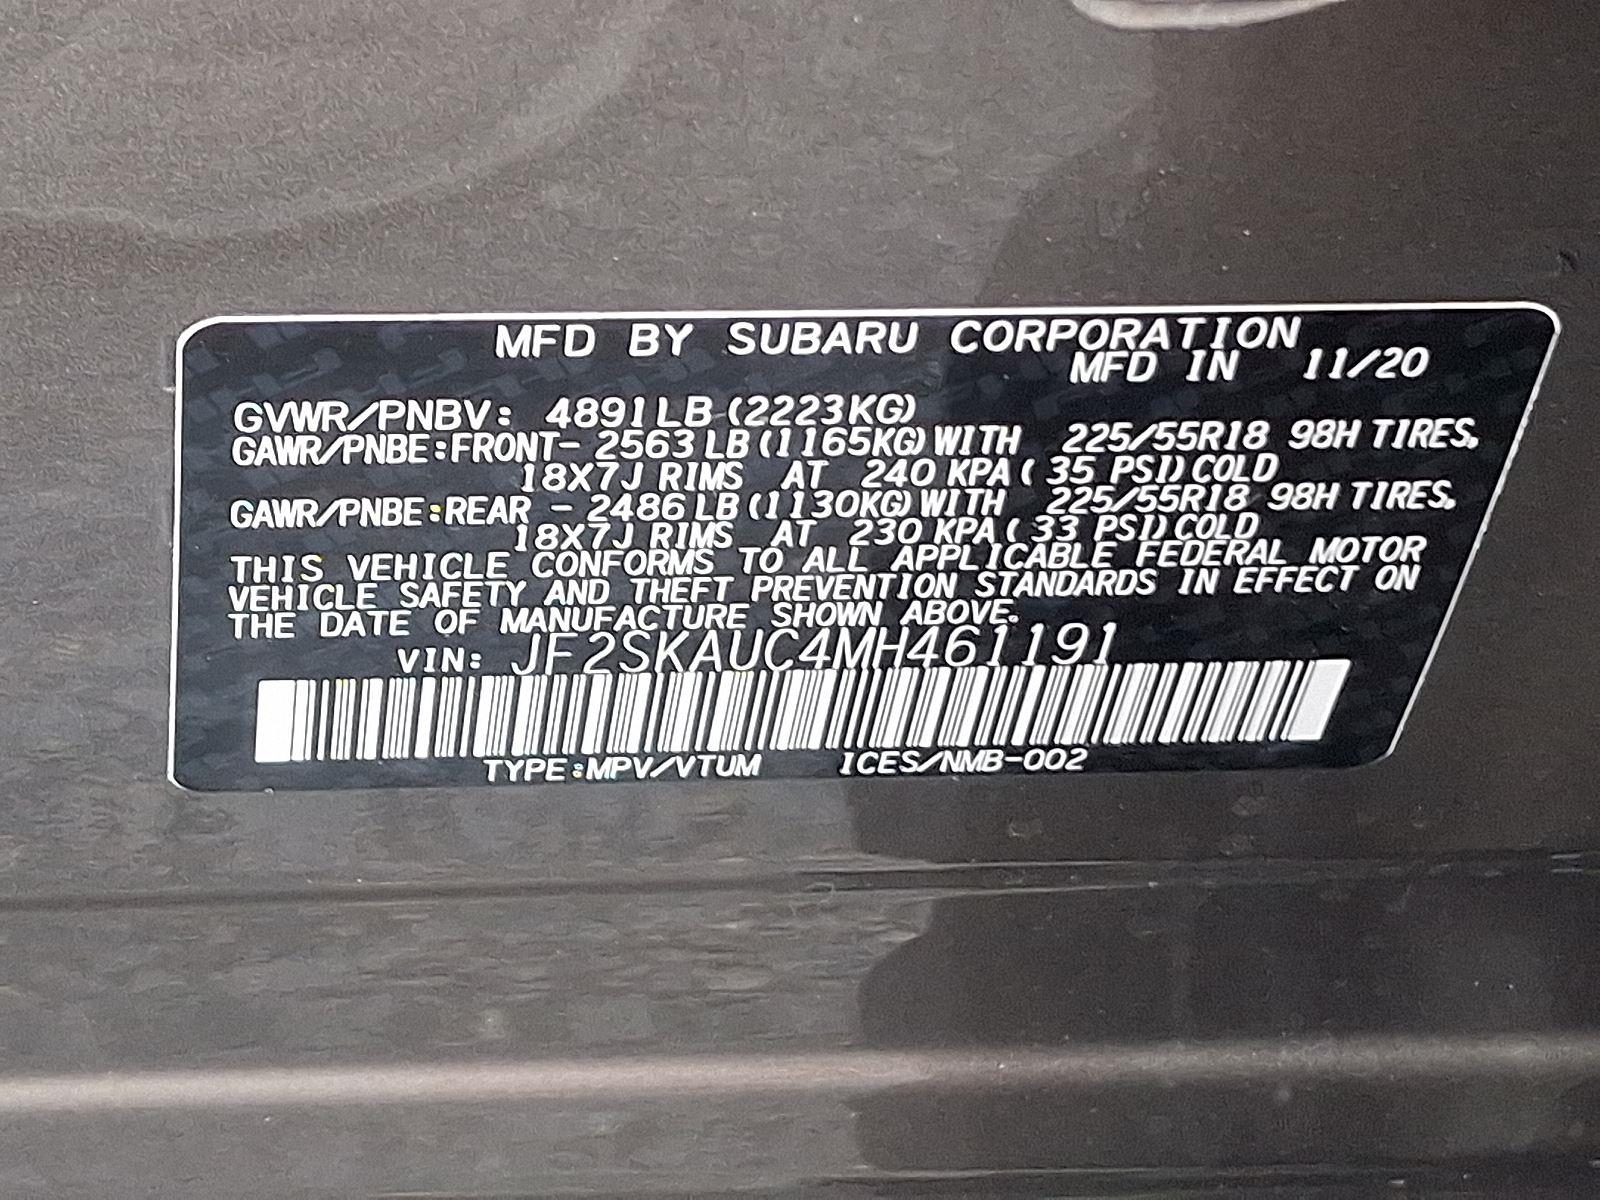 MFD BY SUBARU CORPORATION
MFD IN 11/20
GVWR/PNBV: 4891LB (2223KG)
GAWR/PNBE:FRONT- 2563 LB (1165KG) WITH 225/55R18 98H TIRES.
18X7J RIMS AT 240 KPA ( 35 PSI) COLD
GAWR/PNBE:REAR - 2486 LB (1130KG) WITH 225/55R18 98H TIRES.
18X7J RIMS AT 230 KPA ( 33 PSI) COLD
THIS VEHICLE CONFORMS TO ALL APPLICABLE FEDERAL MOTOR
VEHICLE SAFETY AND THEFT PREVENTION STANDARDS IN EFFECT ON
THE DATE OF MANUFACTURE SHOWN ABOVE.
VIN: JF2SKAUC4MH461191
TYPE:MPV/VTUM ICES/NMB-002